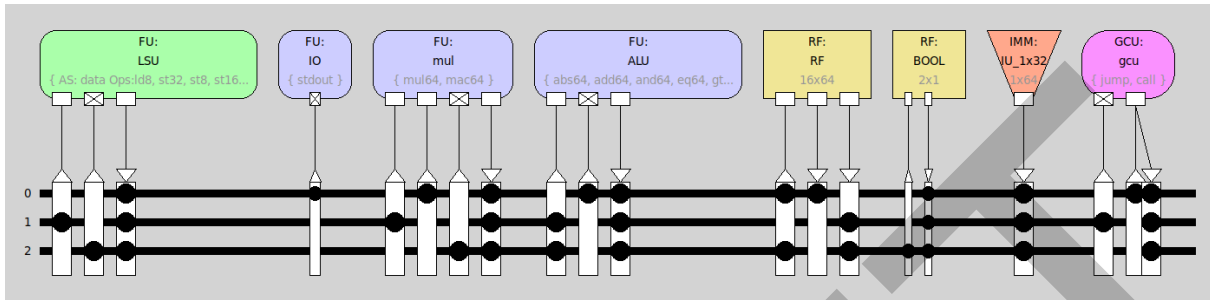 FU:
LSU
{ AS: data Ops:ld8, st32, st8, st16...
FU:
IO
{ stdout }
FU:
mul
{ mul64, mac64 }
FU:
ALU
{ abs64, add64, and64, eq64, gt...
RF:
RF
16x64
RF:
BOOL
2x1
IMM:
IU_1x32
1x64
GCU:
gcu
{ jump, call }
0
1
2